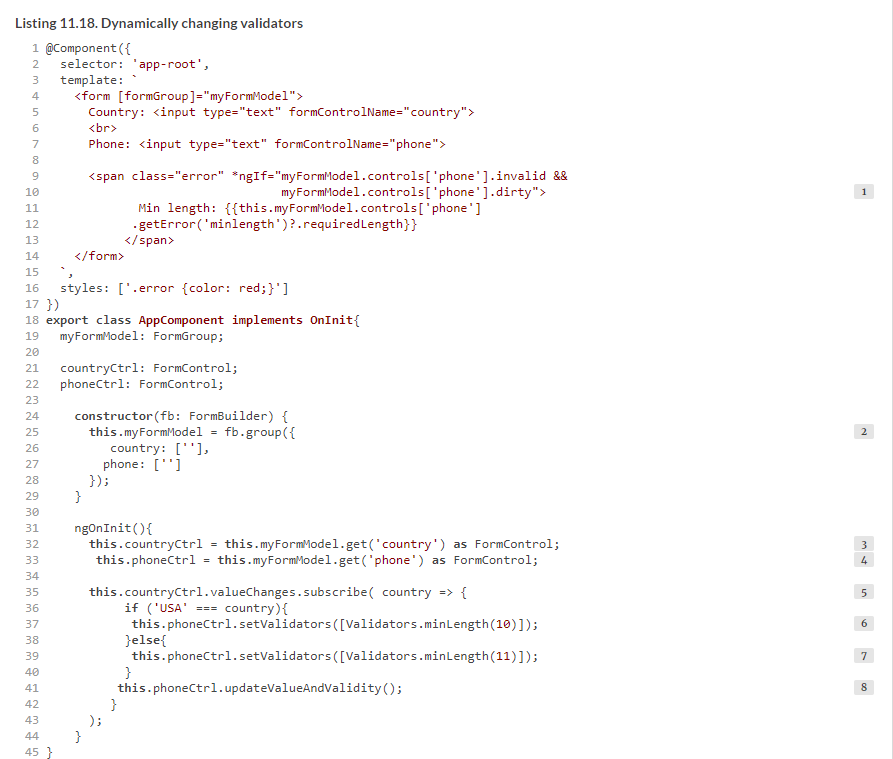 Listing 11.18. Dynamically changing validators
1 @Component({
2   selector: 'app-root',
3   template: `
4     <form [formGroup]="myFormModel">
5       Country: <input type="text" formControlName="country">
6       <br>
7       Phone: <input type="text" formControlName="phone">
8
9       <span class="error" *ngIf="myFormModel.controls['phone'].invalid &&
10                                  myFormModel.controls['phone'].dirty"> 1
11              Min length: {{this.myFormModel.controls['phone']
12             .getError('minlength')?.requiredLength}}
13            </span>
14     </form>
15   `,
16   styles: ['.error {color: red;}']
17 })
18 export class AppComponent implements OnInit{
19   myFormModel: FormGroup;
20
21   countryCtrl: FormControl;
22   phoneCtrl: FormControl;
23
24     constructor(fb: FormBuilder) {
25       this.myFormModel = fb.group({ 2
26          country: [''],
27         phone: ['']
28       });
29     }
30
31     ngOnInit(){
32       this.countryCtrl = this.myFormModel.get('country') as FormControl; 3
33        this.phoneCtrl = this.myFormModel.get('phone') as FormControl; 4
34
35       this.countryCtrl.valueChanges.subscribe( country => { 5
36            if ('USA' === country){
37             this.phoneCtrl.setValidators([Validators.minLength(10)]); 6
38            }else{
39             this.phoneCtrl.setValidators([Validators.minLength(11)]); 7
40            }
41           this.phoneCtrl.updateValueAndValidity(); 8
42          }
43       );
44     }
45 }